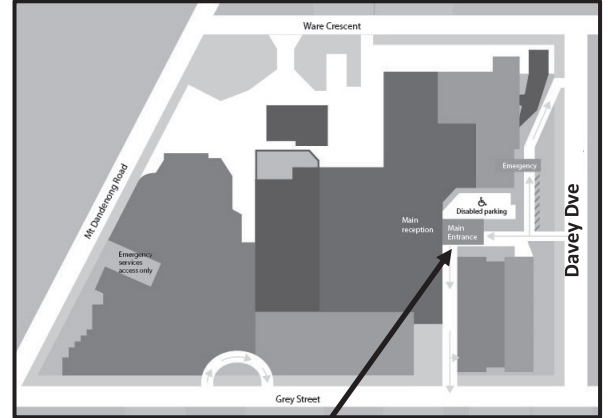 Ware Crescent
Mt Dandenong Road
Emergency
Disabled parking
Main
reception
Main
Entrance
Davey Dve
Emergency
services
access only
Grey Street